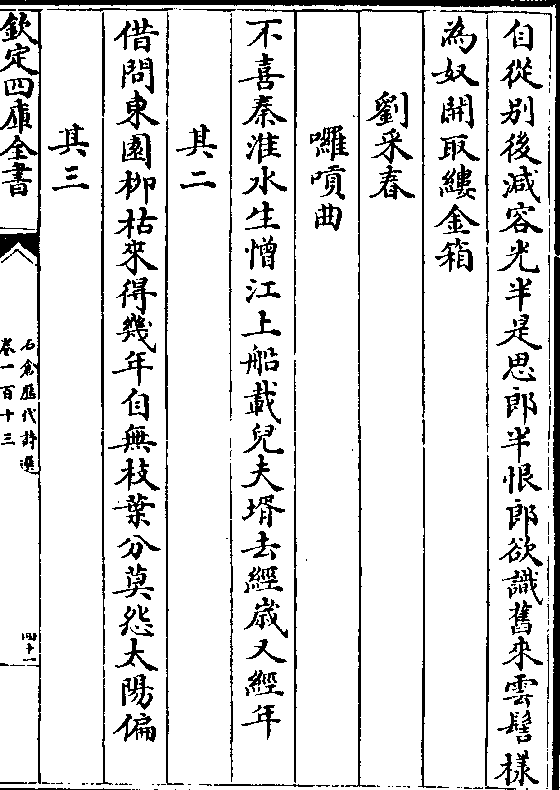 自從别後減容光半是思郎半恨郎欲識舊來雲髻様
為奴開取縷金箱
劉采春
囉嗊曲
不喜秦淮水生憎江上船載兒夫壻去經歲又經年
其二
借問東園栁枯來得幾年自無枝葉分莫怨太陽偏
其三
欽定四庫全書
石倉歷代詩選
卷一百十三
四十一